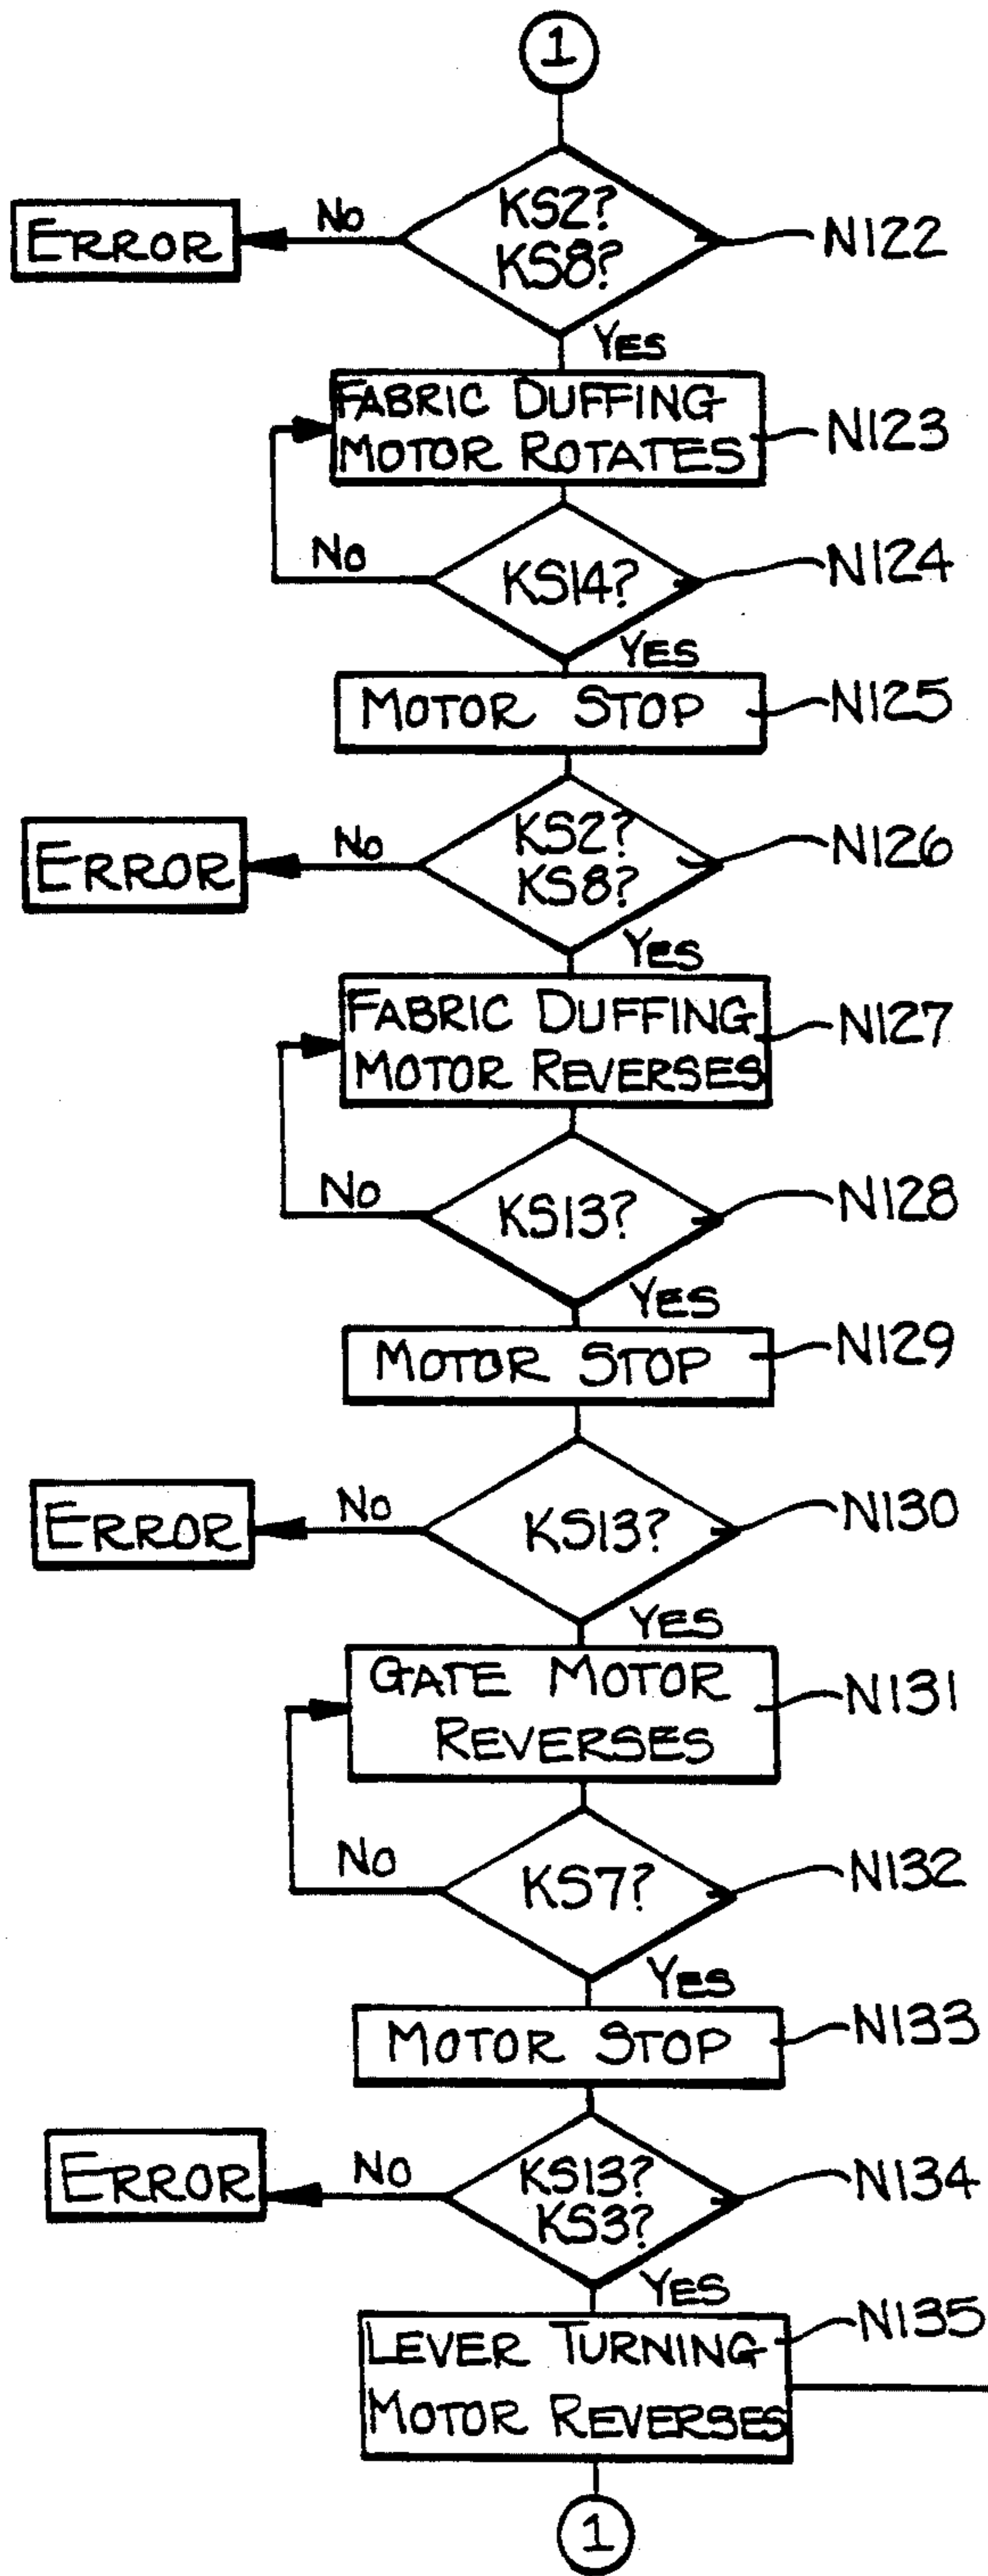 1
KS2?
KS8?
N122
No
ERROR
YES
FABRIC DUFFING
MOTOR ROTATES
N123
No
KS14?
N124
YES
MOTOR STOP
N125
KS2?
KS8?
N126
No
ERROR
YES
FABRIC DUFFING
MOTOR REVERSES
N127
No
KS13?
N128
YES
MOTOR STOP
N129
No
ERROR
KS13?
N130
YES
GATE MOTOR
REVERSES
N131
No
KS7?
N132
YES
MOTOR STOP
N133
No
ERROR
KS13?
KS3?
N134
YES
LEVER TURNING
MOTOR REVERSES
N135
1